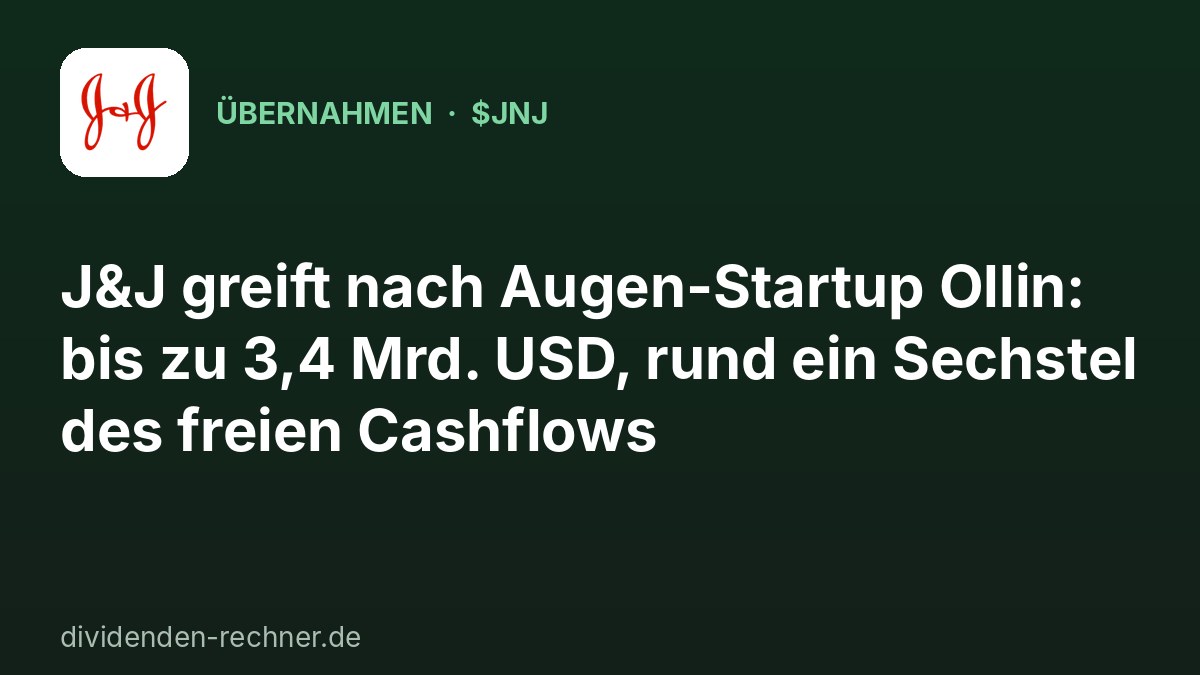 J&J
ÜBERNAHMEN · $JNJ
J&J greift nach Augen-Startup Ollin:
bis zu 3,4 Mrd. USD, rund ein Sechstel
des freien Cashflows
dividenden-rechner.de